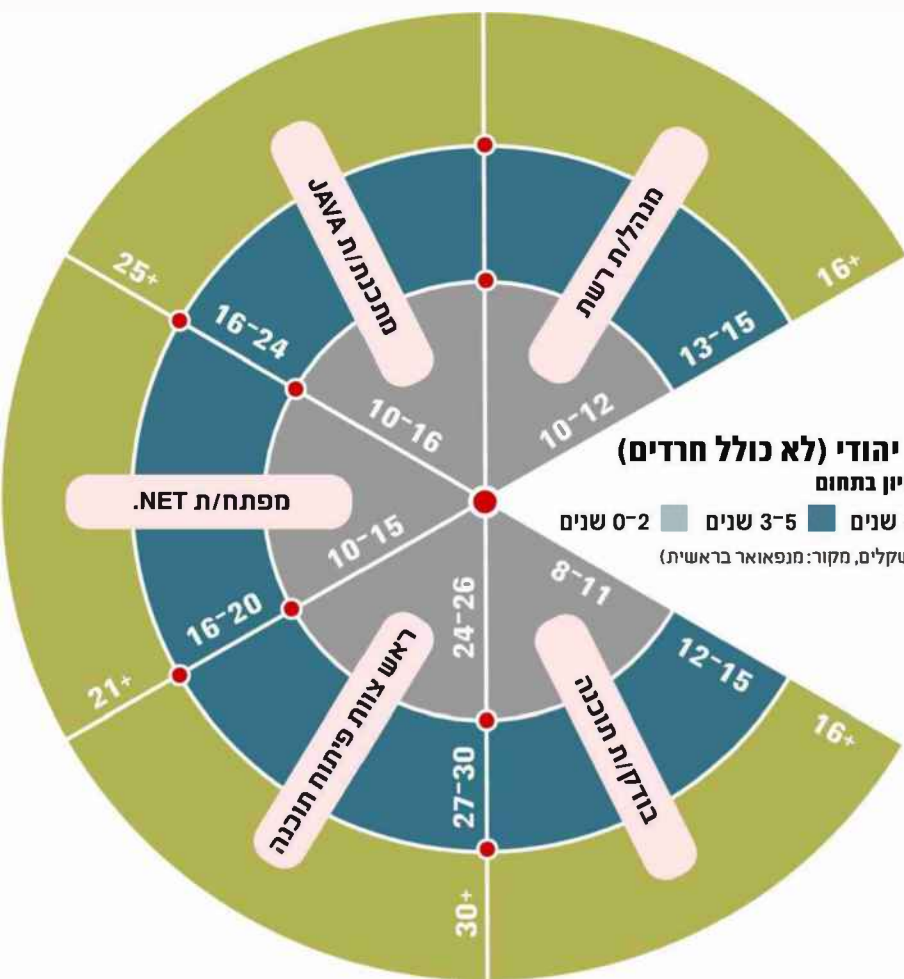 יהודי (לא כולל חרדים)
יון בתחום
שנים 3–5 שנים 0–2 שנים
שקלים, מקור: מנפאואר בראשית)
מנהל/ת רשת
10–12
13–15
16+
מתכנת/ת JAVA
10–16
16–24
25+
מפתח/ת NET.
10–15
16–20
21+
ראש צוות פיתוח תוכנה
24–26
27–30
30+
בודק/ת תוכנה
8–11
12–15
16+